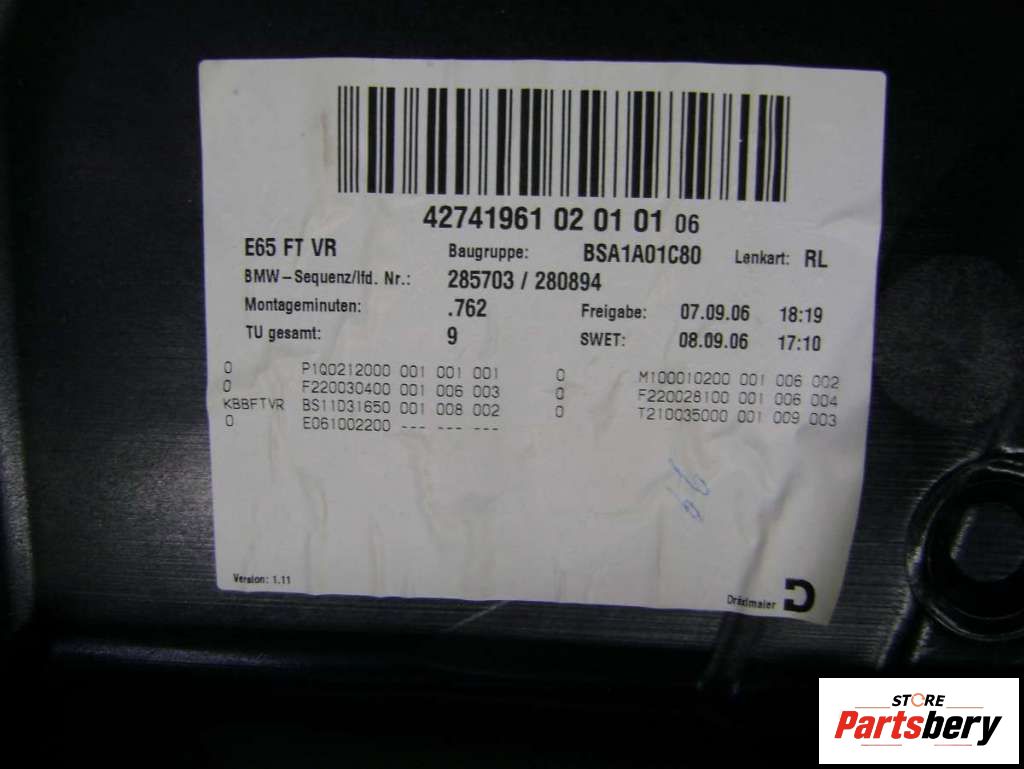 42741961 02 01 01 06
E65 FT VR Baugruppe: BSA1A01C80 Lenkart: RL
BMW-Sequenz/lfd. Nr.: 285703 / 280894
Montageminuten: .762 Freigabe: 07.09.06 18:19
TU gesamt: 9 SWET: 08.09.06 17:10
0 P1Q0212000 001 001 001 0 M100010200 001 006 002
0 F220030400 001 006 003 0 F220028100 001 006 004
KBBFTVR BS11D31650 001 008 002 0 T210035000 001 009 003
0 E061002200 --- --- ---
Version: 1.11
Dräxlmaier
STORE
Partsbery